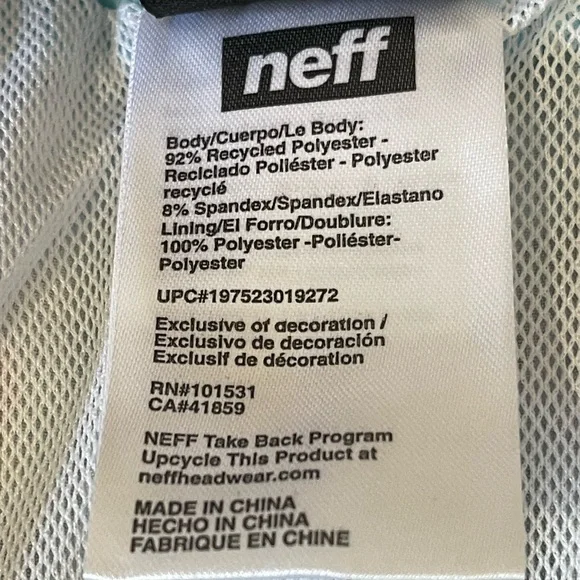 neff
Body/Cuerpo/Le Body:
92% Recycled Polyester -
Reciclado Poliéster - Polyester
recyclé
8% Spandex/Spandex/Elastano
Lining/El Forro/Doublure:
100% Polyester -Poliéster-
Polyester
UPC#197523019272
Exclusive of decoration /
Exclusivo de decoración
Exclusif de décoration
RN#101531
CA#41859
NEFF Take Back Program
Upcycle This Product at
neffheadwear.com
MADE IN CHINA
HECHO IN CHINA
FABRIQUE EN CHINE